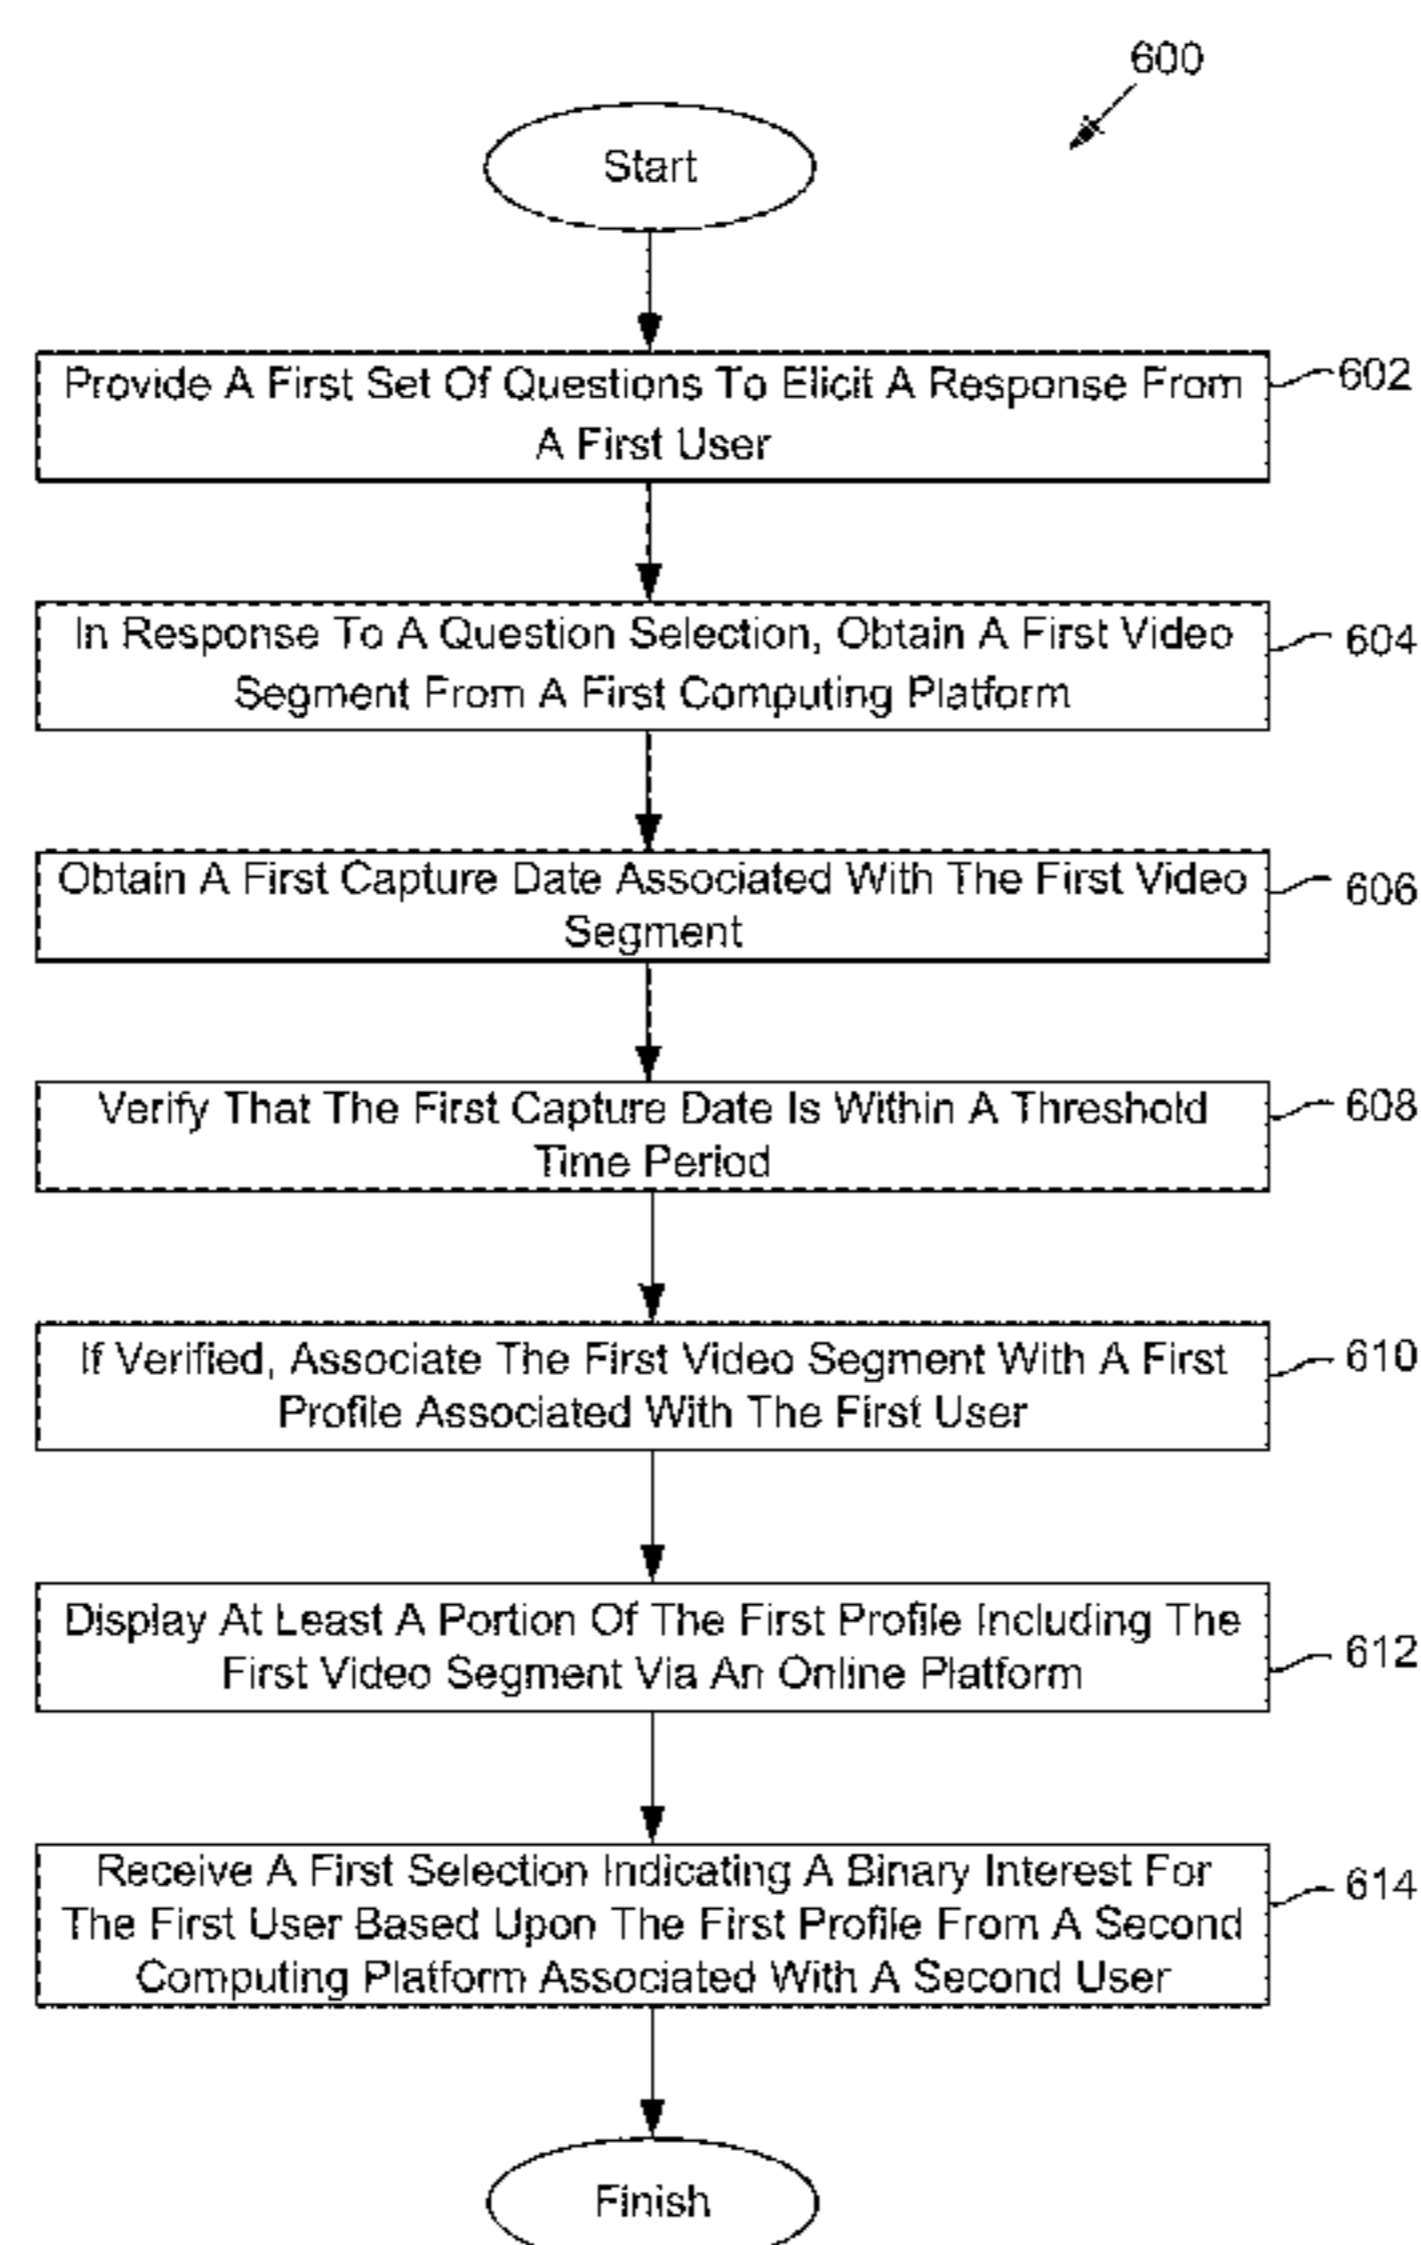 600
Start
Provide A First Set Of Questions To Elicit A Response From
A First User
602
In Response To A Question Selection, Obtain A First Video
Segment From A First Computing Platform
604
Obtain A First Capture Date Associated With The First Video
Segment
606
Verify That The First Capture Date Is Within A Threshold
Time Period
608
If Verified, Associate The First Video Segment With A First
Profile Associated With The First User
610
Display At Least A Portion Of The First Profile Including The
First Video Segment Via An Online Platform
612
Receive A First Selection Indicating A Binary Interest For
The First User Based Upon The First Profile From A Second
Computing Platform Associated With A Second User
614
Finish